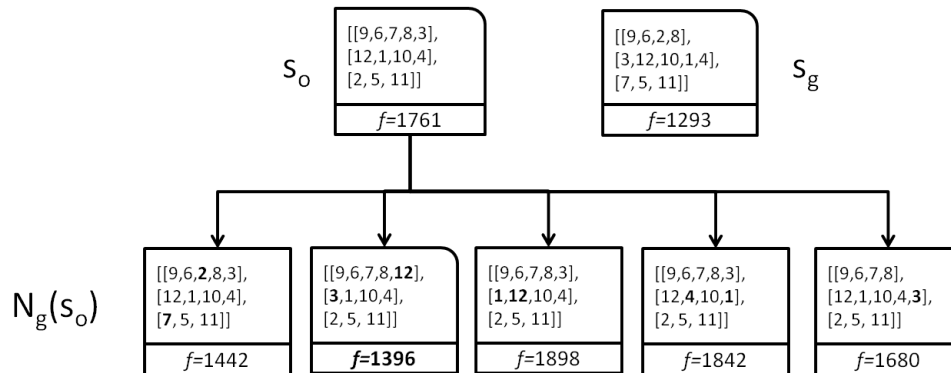 s_o
[[9,6,7,8,3],
[12,1,10,4],
[2, 5, 11]]
f=1761
[[9,6,2,8],
[3,12,10,1,4],
[7,5, 11]]
f=1293
s_g
N_g(s_o)
[[9,6,2,8,3],
[12,1,10,4],
[7, 5, 11]]
f=1442
[[9,6,7,8,12],
[3,1,10,4],
[2,5, 11]]
f=1396
[[9,6,7,8,3],
[1,12,10,4],
[2,5, 11]]
f=1898
[[9,6,7,8,3],
[12,4,10,1],
[2,5, 11]]
f=1842
[[9,6,7,8],
[12,1,10,4,3],
[2,5, 11]]
f=1680